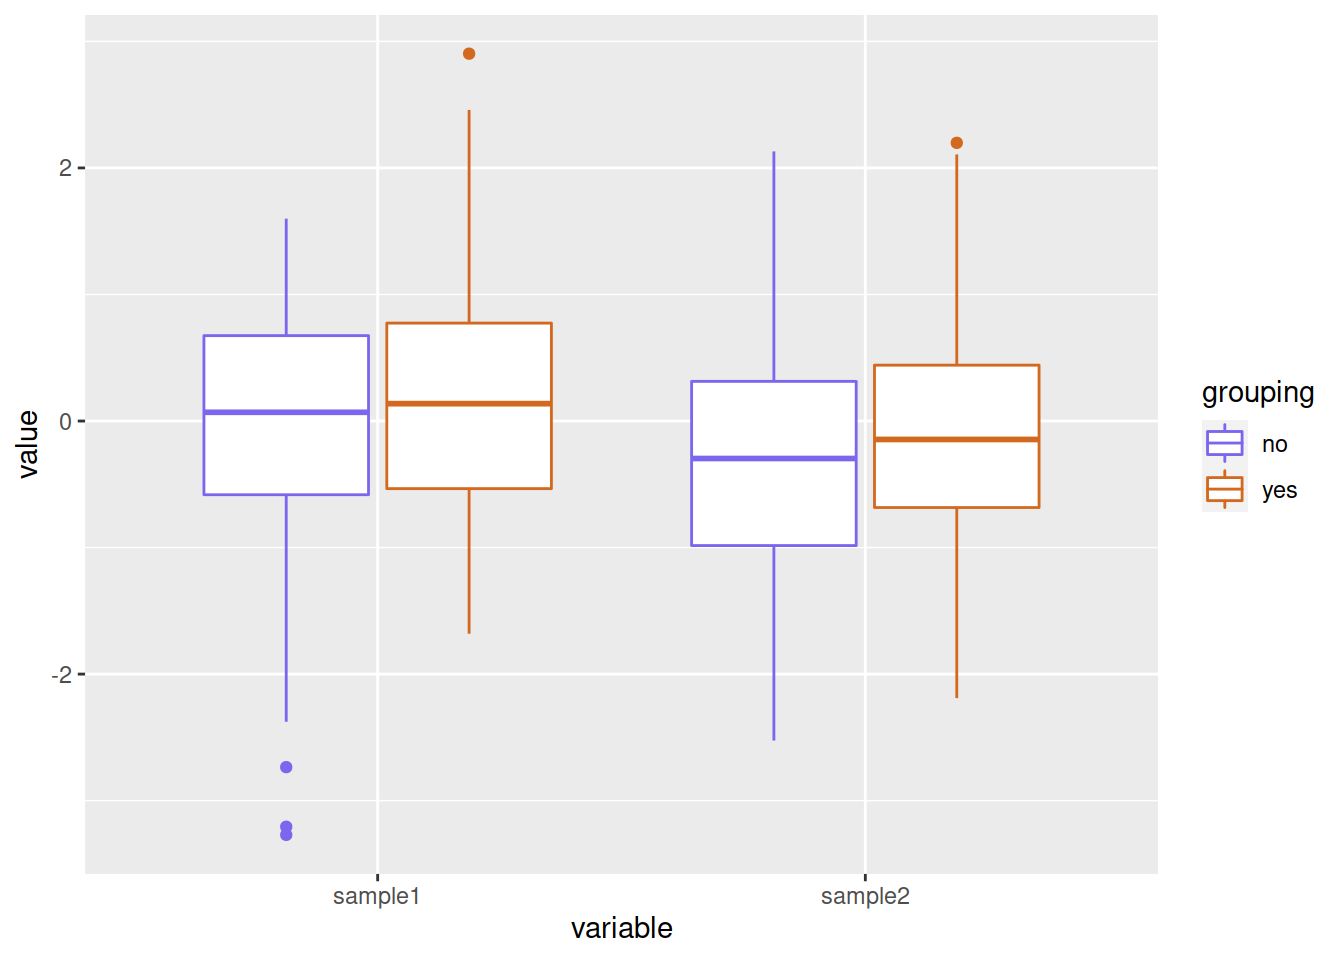 2
0
-2
value
sample1
sample2
variable
grouping
no
yes